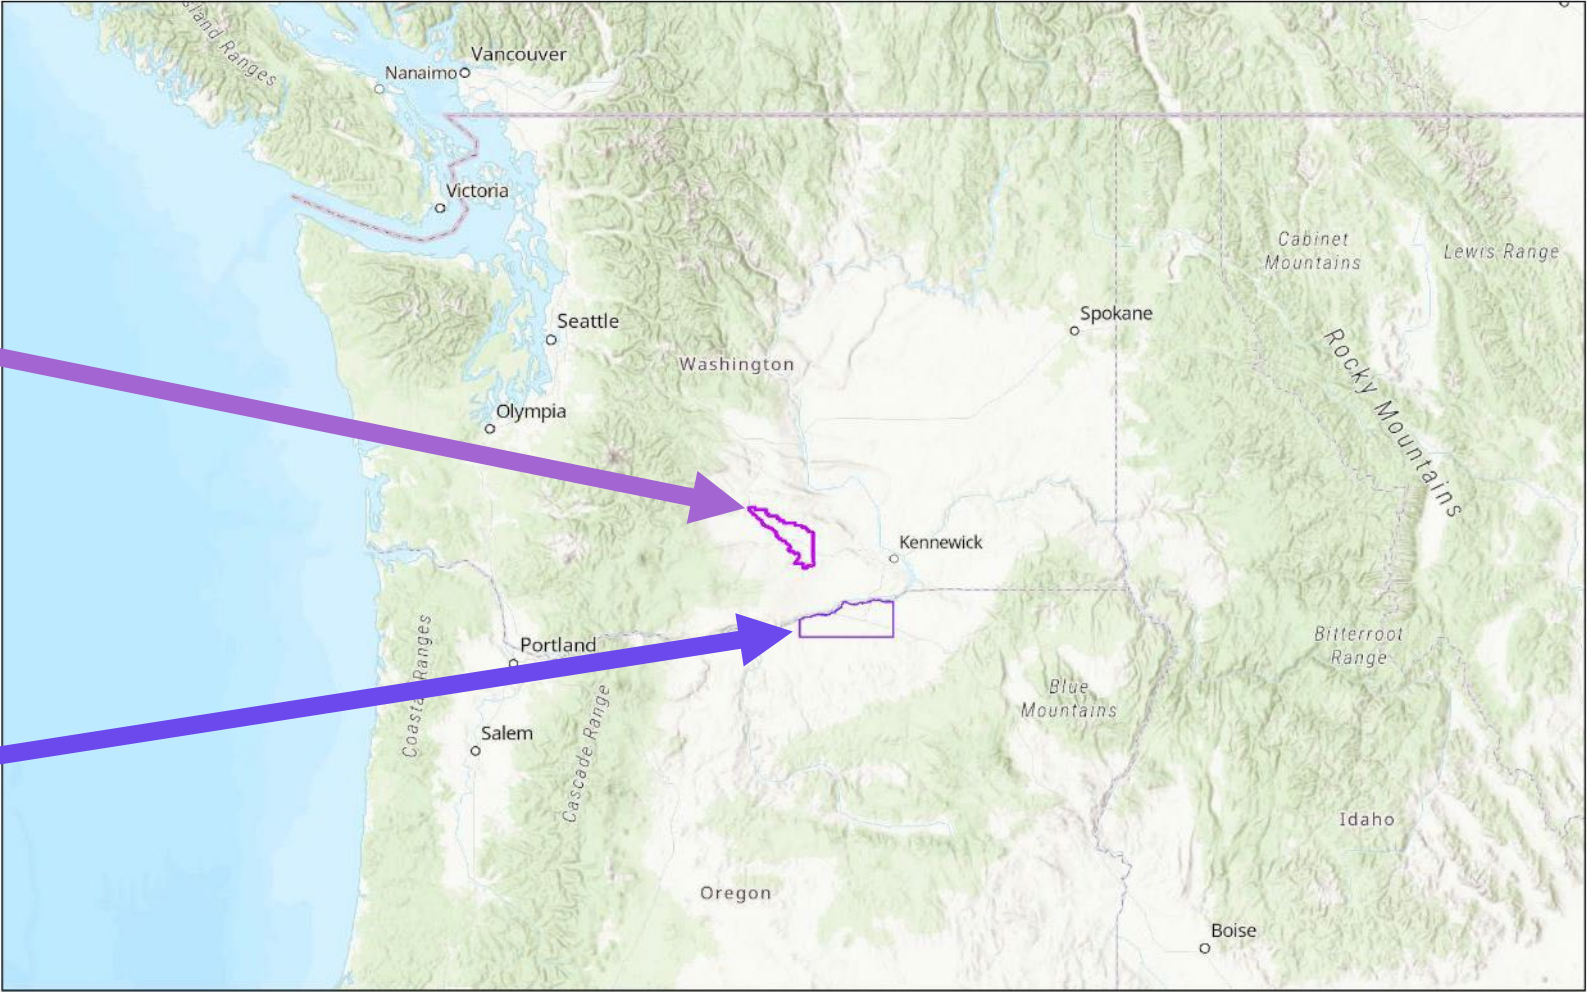 Island Ranges
Vancouver
Nanaimo
Victoria
Cabinet
Mountains
Lewis Range
Spokane
Seattle
Washington
Rocky Mountains
Olympia
Kennewick
Portland
Coastal Ranges
Bitterroot
Range
Blue
Mountains
Cascade Range
Salem
Idaho
Oregon
Boise